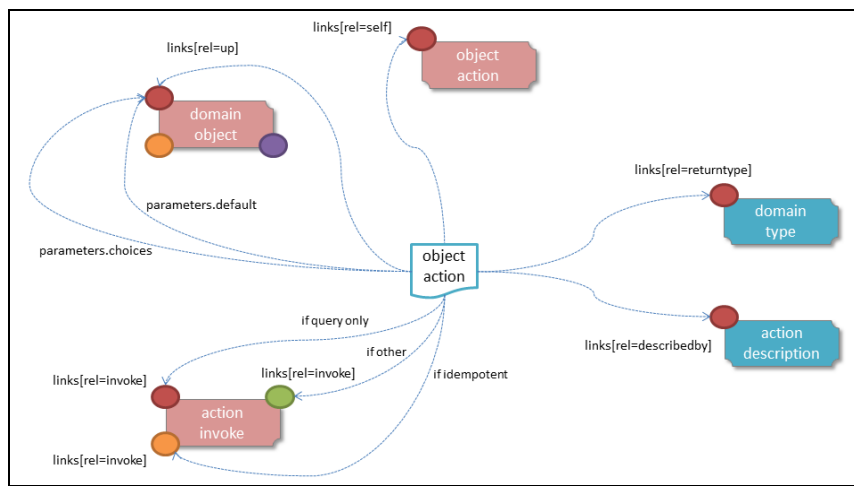 links[rel=self]
links[rel=up]
object
action
domain
object
links[rel=returntype]
parameters.default
domain
type
parameters.choices
object
action
if query only
action
description
links[rel=describedby]
if other
links[rel=invoke]
if idempotent
links[rel=invoke]
action
invoke
links[rel=invoke]